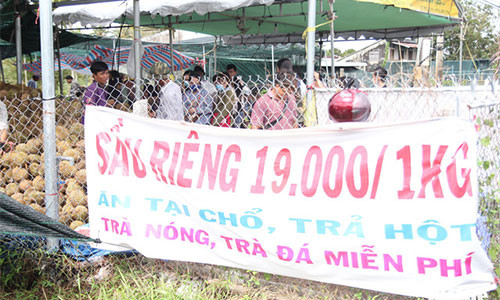 SẦU RIÊNG 19.000/1KG
ĂN TẠI CHỔ, TRẢ HỘT
TRÀ NÓNG, TRÀ ĐÁ MIỄN PHÍ